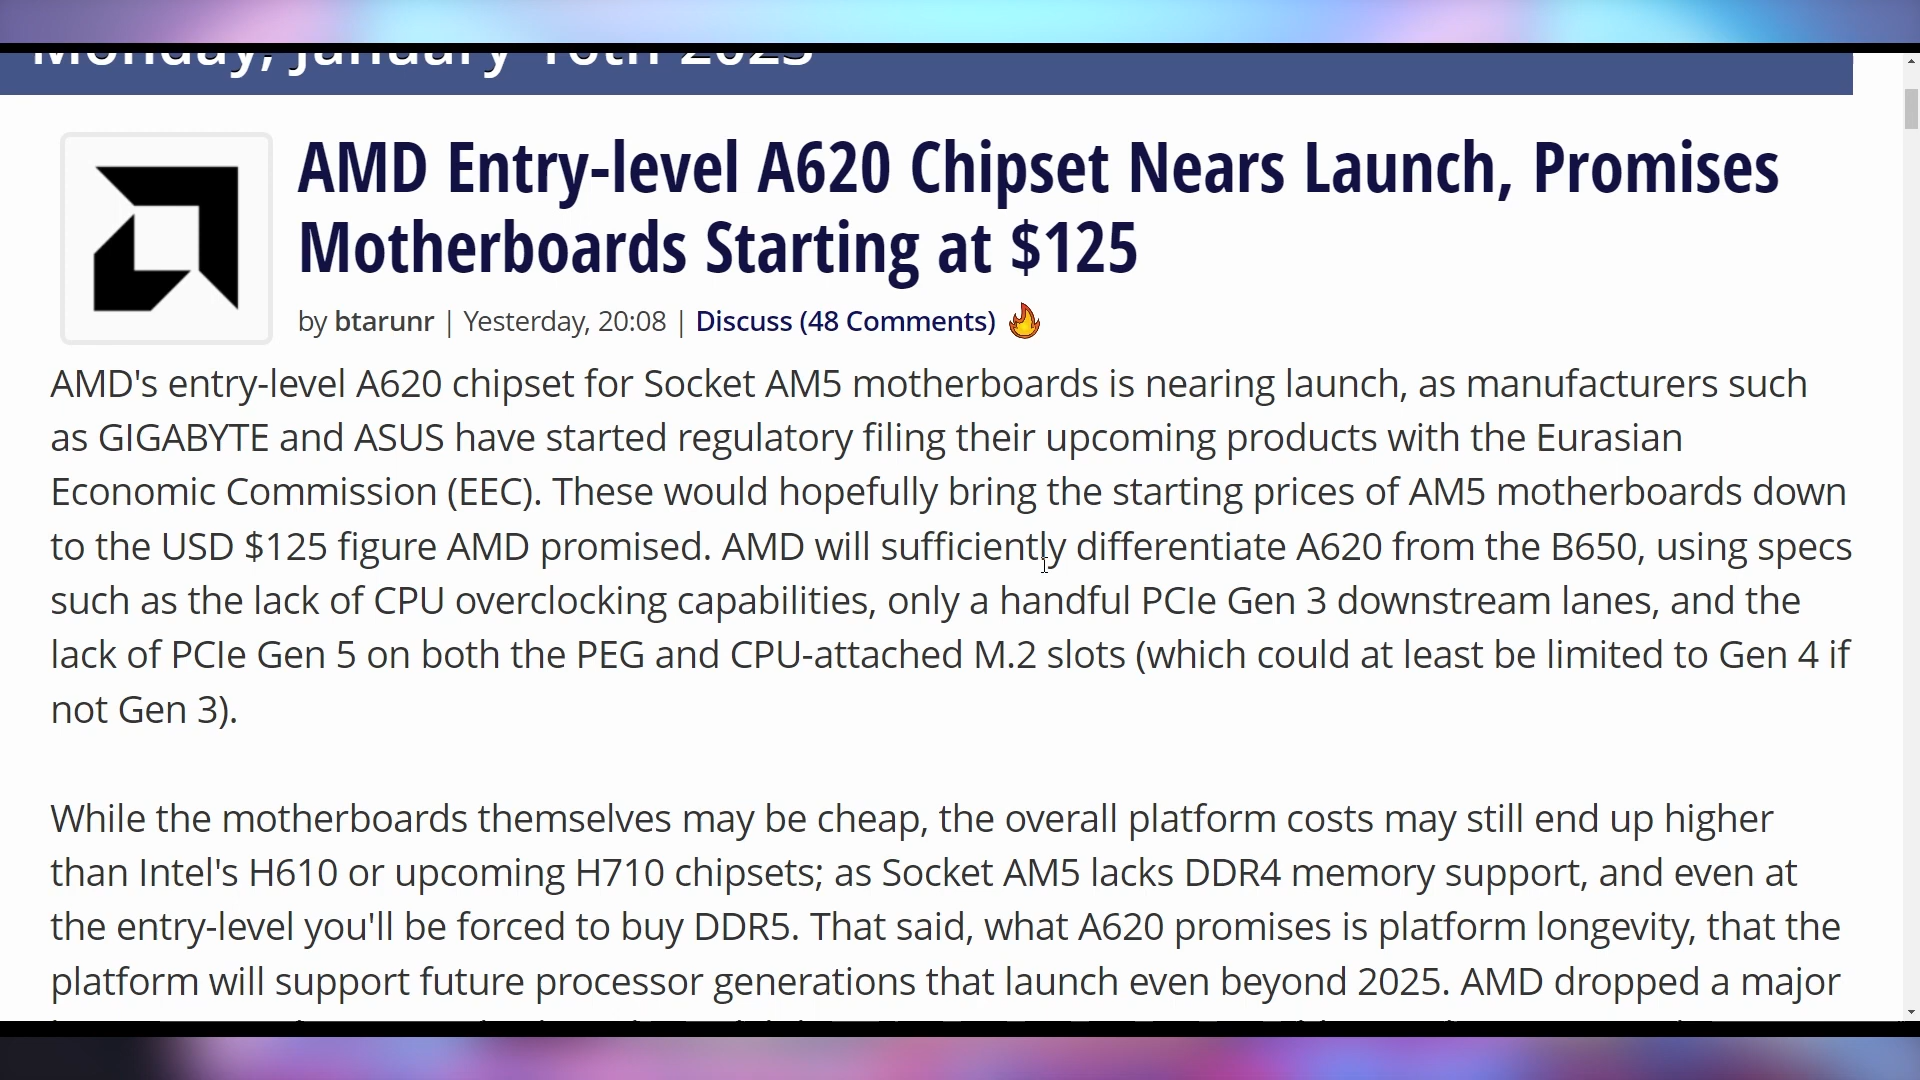 Monday, January 16th 2023
AMD Entry-level A620 Chipset Nears Launch, Promises
Motherboards Starting at $125
by btarunr | Yesterday, 20:08 | Discuss (48 Comments)
AMD's entry-level A620 chipset for Socket AM5 motherboards is nearing launch, as manufacturers such
as GIGABYTE and ASUS have started regulatory filing their upcoming products with the Eurasian
Economic Commission (EEC). These would hopefully bring the starting prices of AM5 motherboards down
to the USD $125 figure AMD promised. AMD will sufficiently differentiate A620 from the B650, using specs
such as the lack of CPU overclocking capabilities, only a handful PCIe Gen 3 downstream lanes, and the
lack of PCIe Gen 5 on both the PEG and CPU-attached M.2 slots (which could at least be limited to Gen 4 if
not Gen 3).
While the motherboards themselves may be cheap, the overall platform costs may still end up higher
than Intel's H610 or upcoming H710 chipsets; as Socket AM5 lacks DDR4 memory support, and even at
the entry-level you'll be forced to buy DDR5. That said, what A620 promises is platform longevity, that the
platform will support future processor generations that launch even beyond 2025. AMD dropped a major